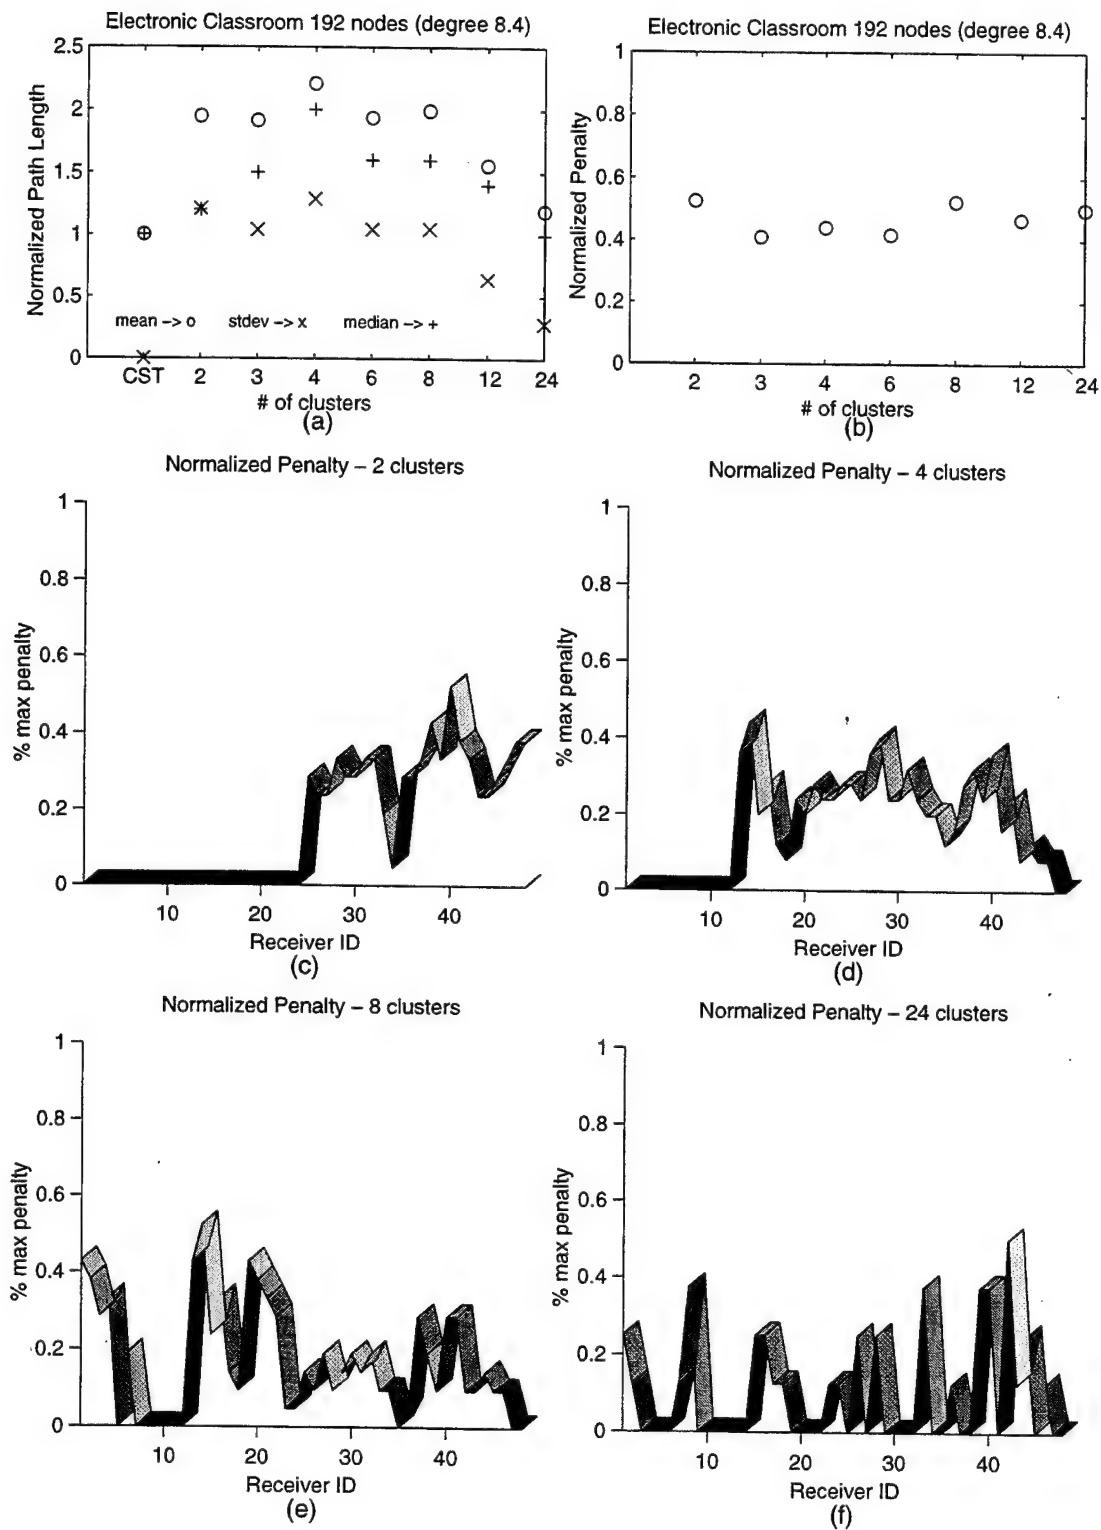 Electronic Classroom 192 nodes (degree 8.4)
2.5
2
1.5
1
0.5
0
Normalized Path Length
mean -> o
stdev -> x
median -> +
CST 2 3 4 6 8 12 24
# of clusters
(a)
Electronic Classroom 192 nodes (degree 8.4)
1
0.8
0.6
0.4
0.2
0
Normalized Penalty
2 3 4 6 8 12 24
# of clusters
(b)
Normalized Penalty – 2 clusters
1
0.8
0.6
0.4
0.2
0
% max penalty
10 20 30 40
Receiver ID
(c)
Normalized Penalty – 4 clusters
1
0.8
0.6
0.4
0.2
0
% max penalty
10 20 30 40
Receiver ID
(d)
Normalized Penalty – 8 clusters
1
0.8
0.6
0.4
0.2
0
% max penalty
10 20 30 40
Receiver ID
(e)
Normalized Penalty – 24 clusters
1
0.8
0.6
0.4
0.2
0
% max penalty
10 20 30 40
Receiver ID
(f)